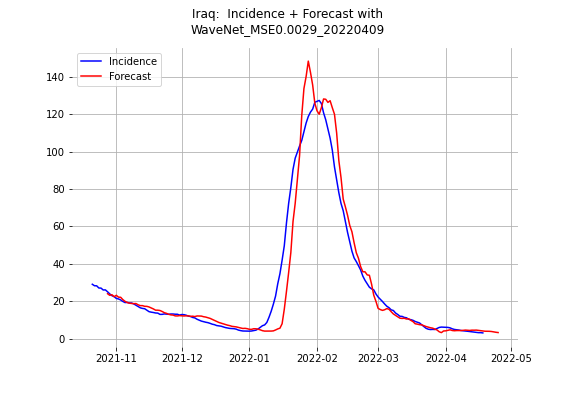 Iraq:  Incidence + Forecast with
WaveNet_MSE0.0029_20220409
Incidence
Forecast
140
120
100
80
60
40
20
0
2021-11 2021-12 2022-01 2022-02 2022-03 2022-04 2022-05